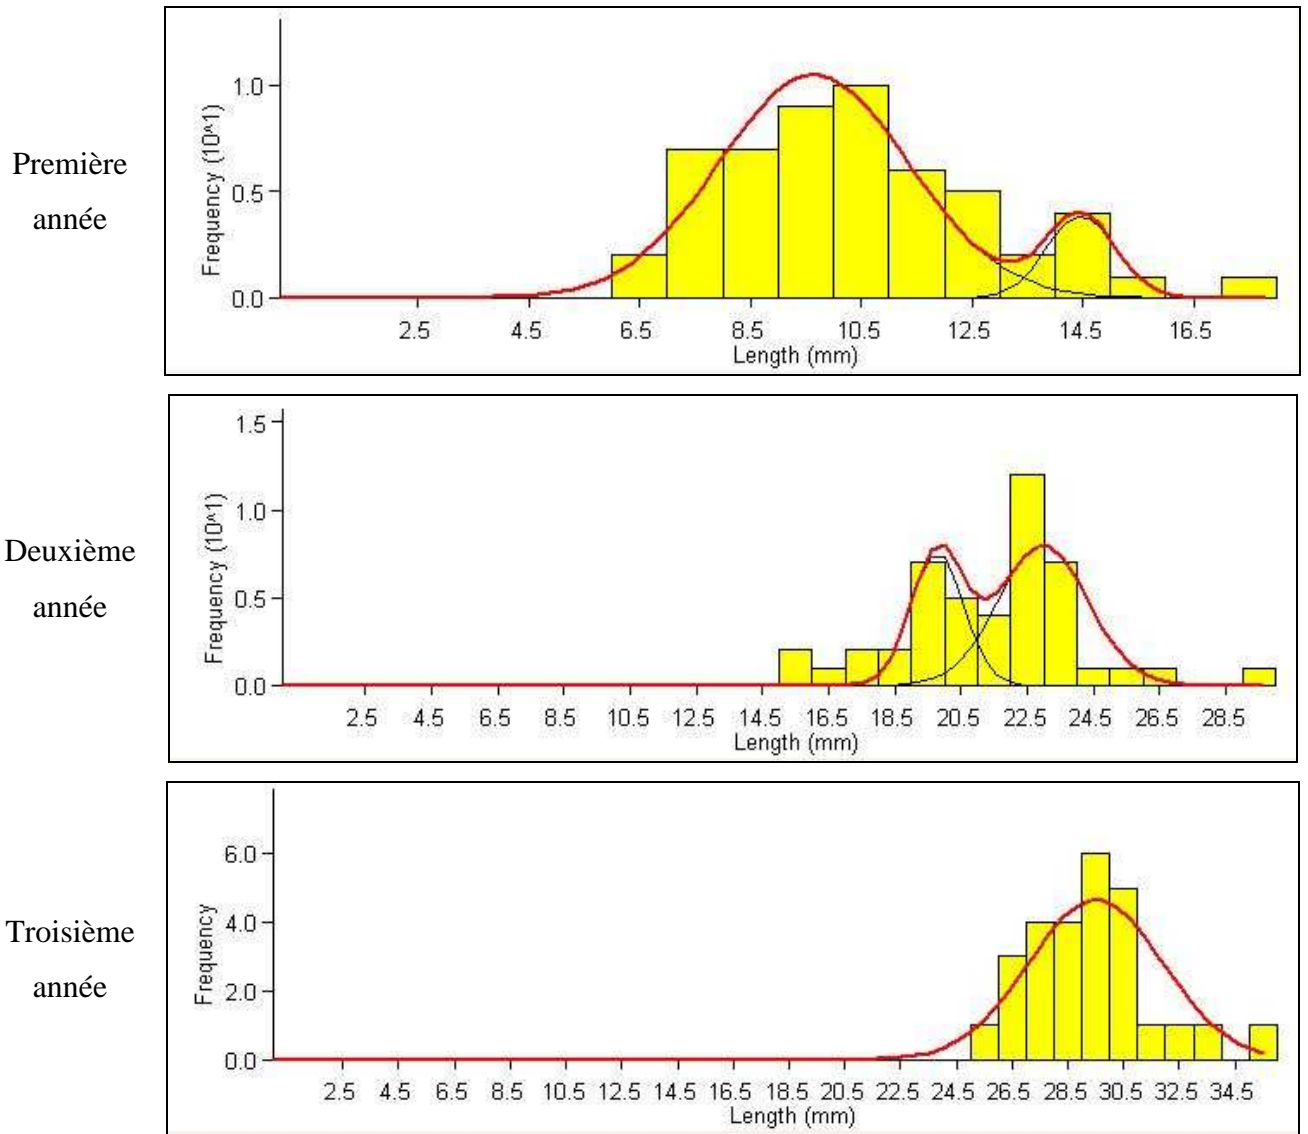 Première
année
Frequency (10^1)
1.0
0.5
0.0
2.5 4.5 6.5 8.5 10.5 12.5 14.5 16.5
Length (mm)
Deuxième
année
Frequency (10^1)
1.5
1.0
0.5
0.0
2.5 4.5 6.5 8.5 10.5 12.5 14.5 16.5 18.5 20.5 22.5 24.5 26.5 28.5
Length (mm)
Troisième
année
Frequency
6.0
4.0
2.0
0.0
2.5 4.5 6.5 8.5 10.5 12.5 14.5 16.5 18.5 20.5 22.5 24.5 26.5 28.5 30.5 32.5 34.5
Length (mm)